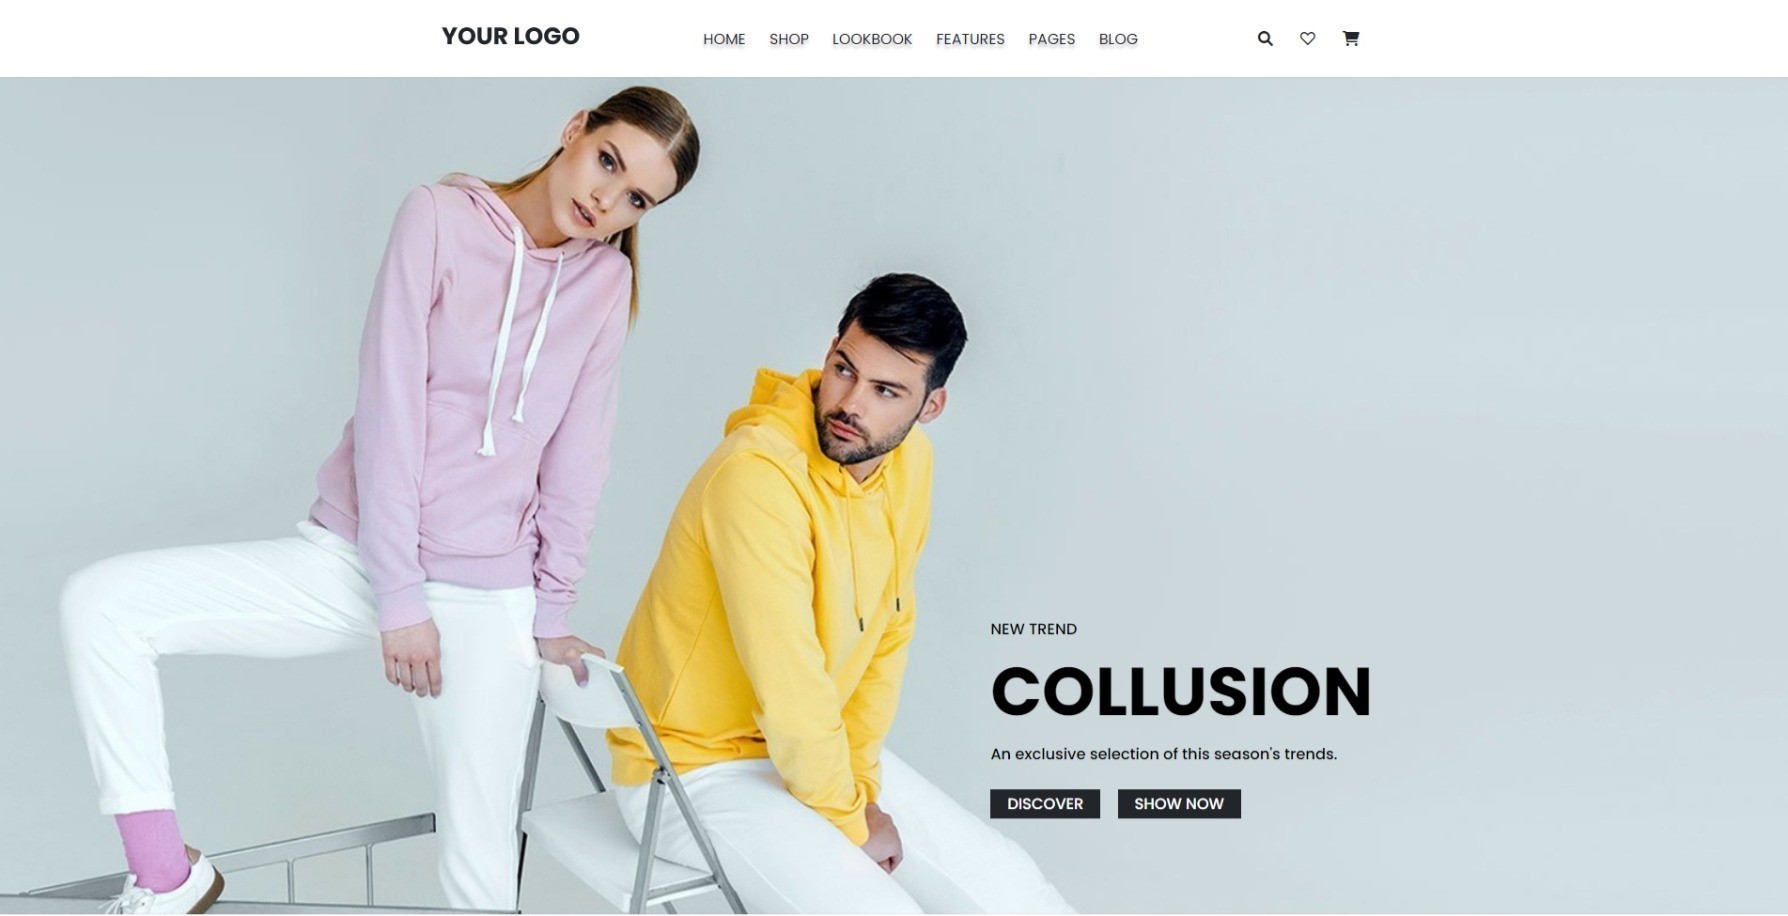 YOUR LOGO
HOME SHOP LOOKBOOK FEATURES PAGES BLOG
NEW TREND
COLLUSION
An exclusive selection of this season's trends.
DISCOVER SHOW NOW